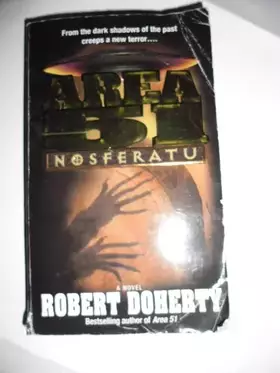 From the dark shadows of the past
creeps a new terror....
AREA
51
NOSFERATU
A NOVEL
ROBERT DOHERTY
Bestselling author of Area 51